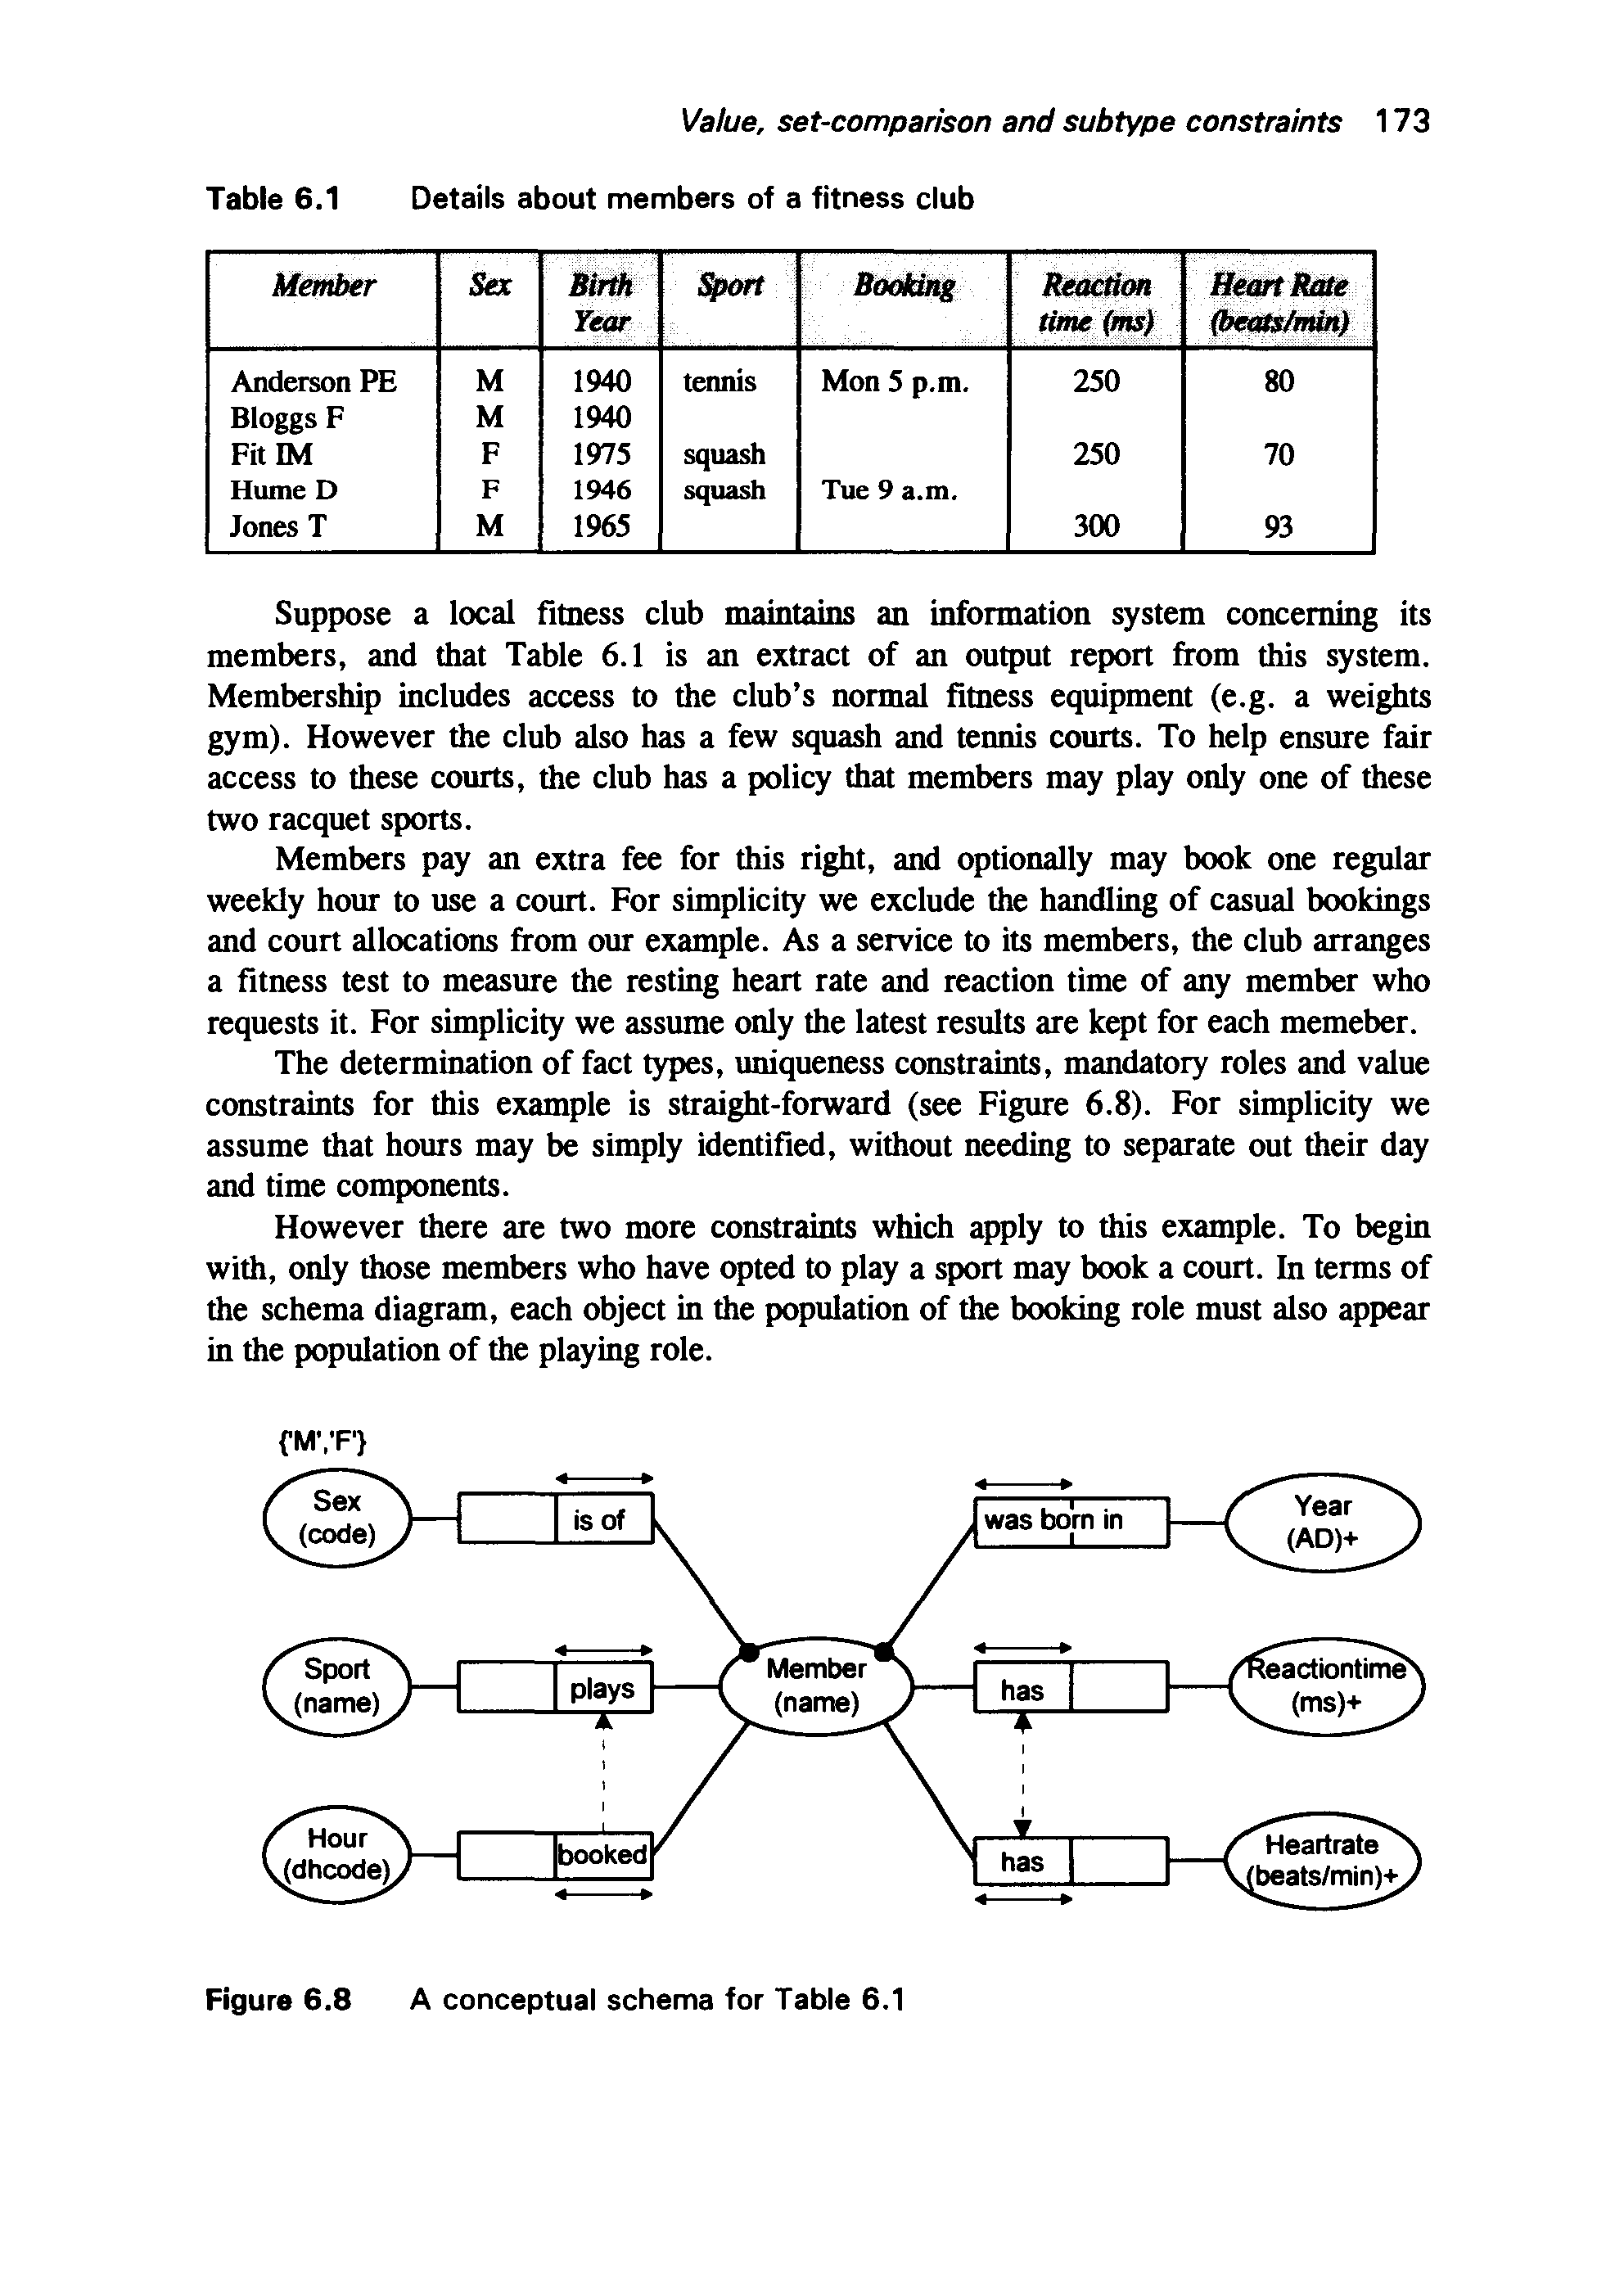 Value, set-comparison and subtype constraints 173
Table 6.1 Details about members of a fitness club
Member Sex Birth Year Sport Booking Reaction time (ms) Heart Rate (beats/min)
Anderson PE M 1940 tennis Mon 5 p.m. 250 80
Bloggs F M 1940
Fit IM F 1975 squash 250 70
Hume D F 1946 squash Tue 9 a.m.
Jones T M 1965 300 93
Suppose a local fitness club maintains an information system concerning its
members, and that Table 6.1 is an extract of an output report from this system.
Membership includes access to the club's normal fitness equipment (e.g. a weights
gym). However the club also has a few squash and tennis courts. To help ensure fair
access to these courts, the club has a policy that members may play only one of these
two racquet sports.
Members pay an extra fee for this right, and optionally may book one regular
weekly hour to use a court. For simplicity we exclude the handling of casual bookings
and court allocations from our example. As a service to its members, the club arranges
a fitness test to measure the resting heart rate and reaction time of any member who
requests it. For simplicity we assume only the latest results are kept for each memeber.
The determination of fact types, uniqueness constraints, mandatory roles and value
constraints for this example is straight-forward (see Figure 6.8). For simplicity we
assume that hours may be simply identified, without needing to separate out their day
and time components.
However there are two more constraints which apply to this example. To begin
with, only those members who have opted to play a sport may book a court. In terms of
the schema diagram, each object in the population of the booking role must also appear
in the population of the playing role.
{'M','F'}
Sex
(code)
is of
was born in
Year
(AD)+
Sport
(name)
plays
Member
(name)
has
Reactiontime
(ms)+
Hour
(dhcode)
booked
has
Heartrate
(beats/min)+
Figure 6.8 A conceptual schema for Table 6.1